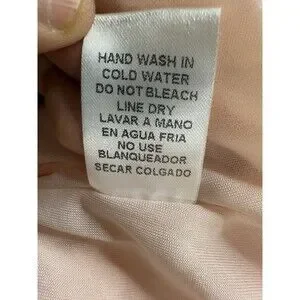 HAND WASH IN
COLD WATER
DO NOT BLEACH
LINE DRY
LAVAR A MANO
EN AGUA FRIA
NO USE
BLANQUEADOR
SECAR COLGADO